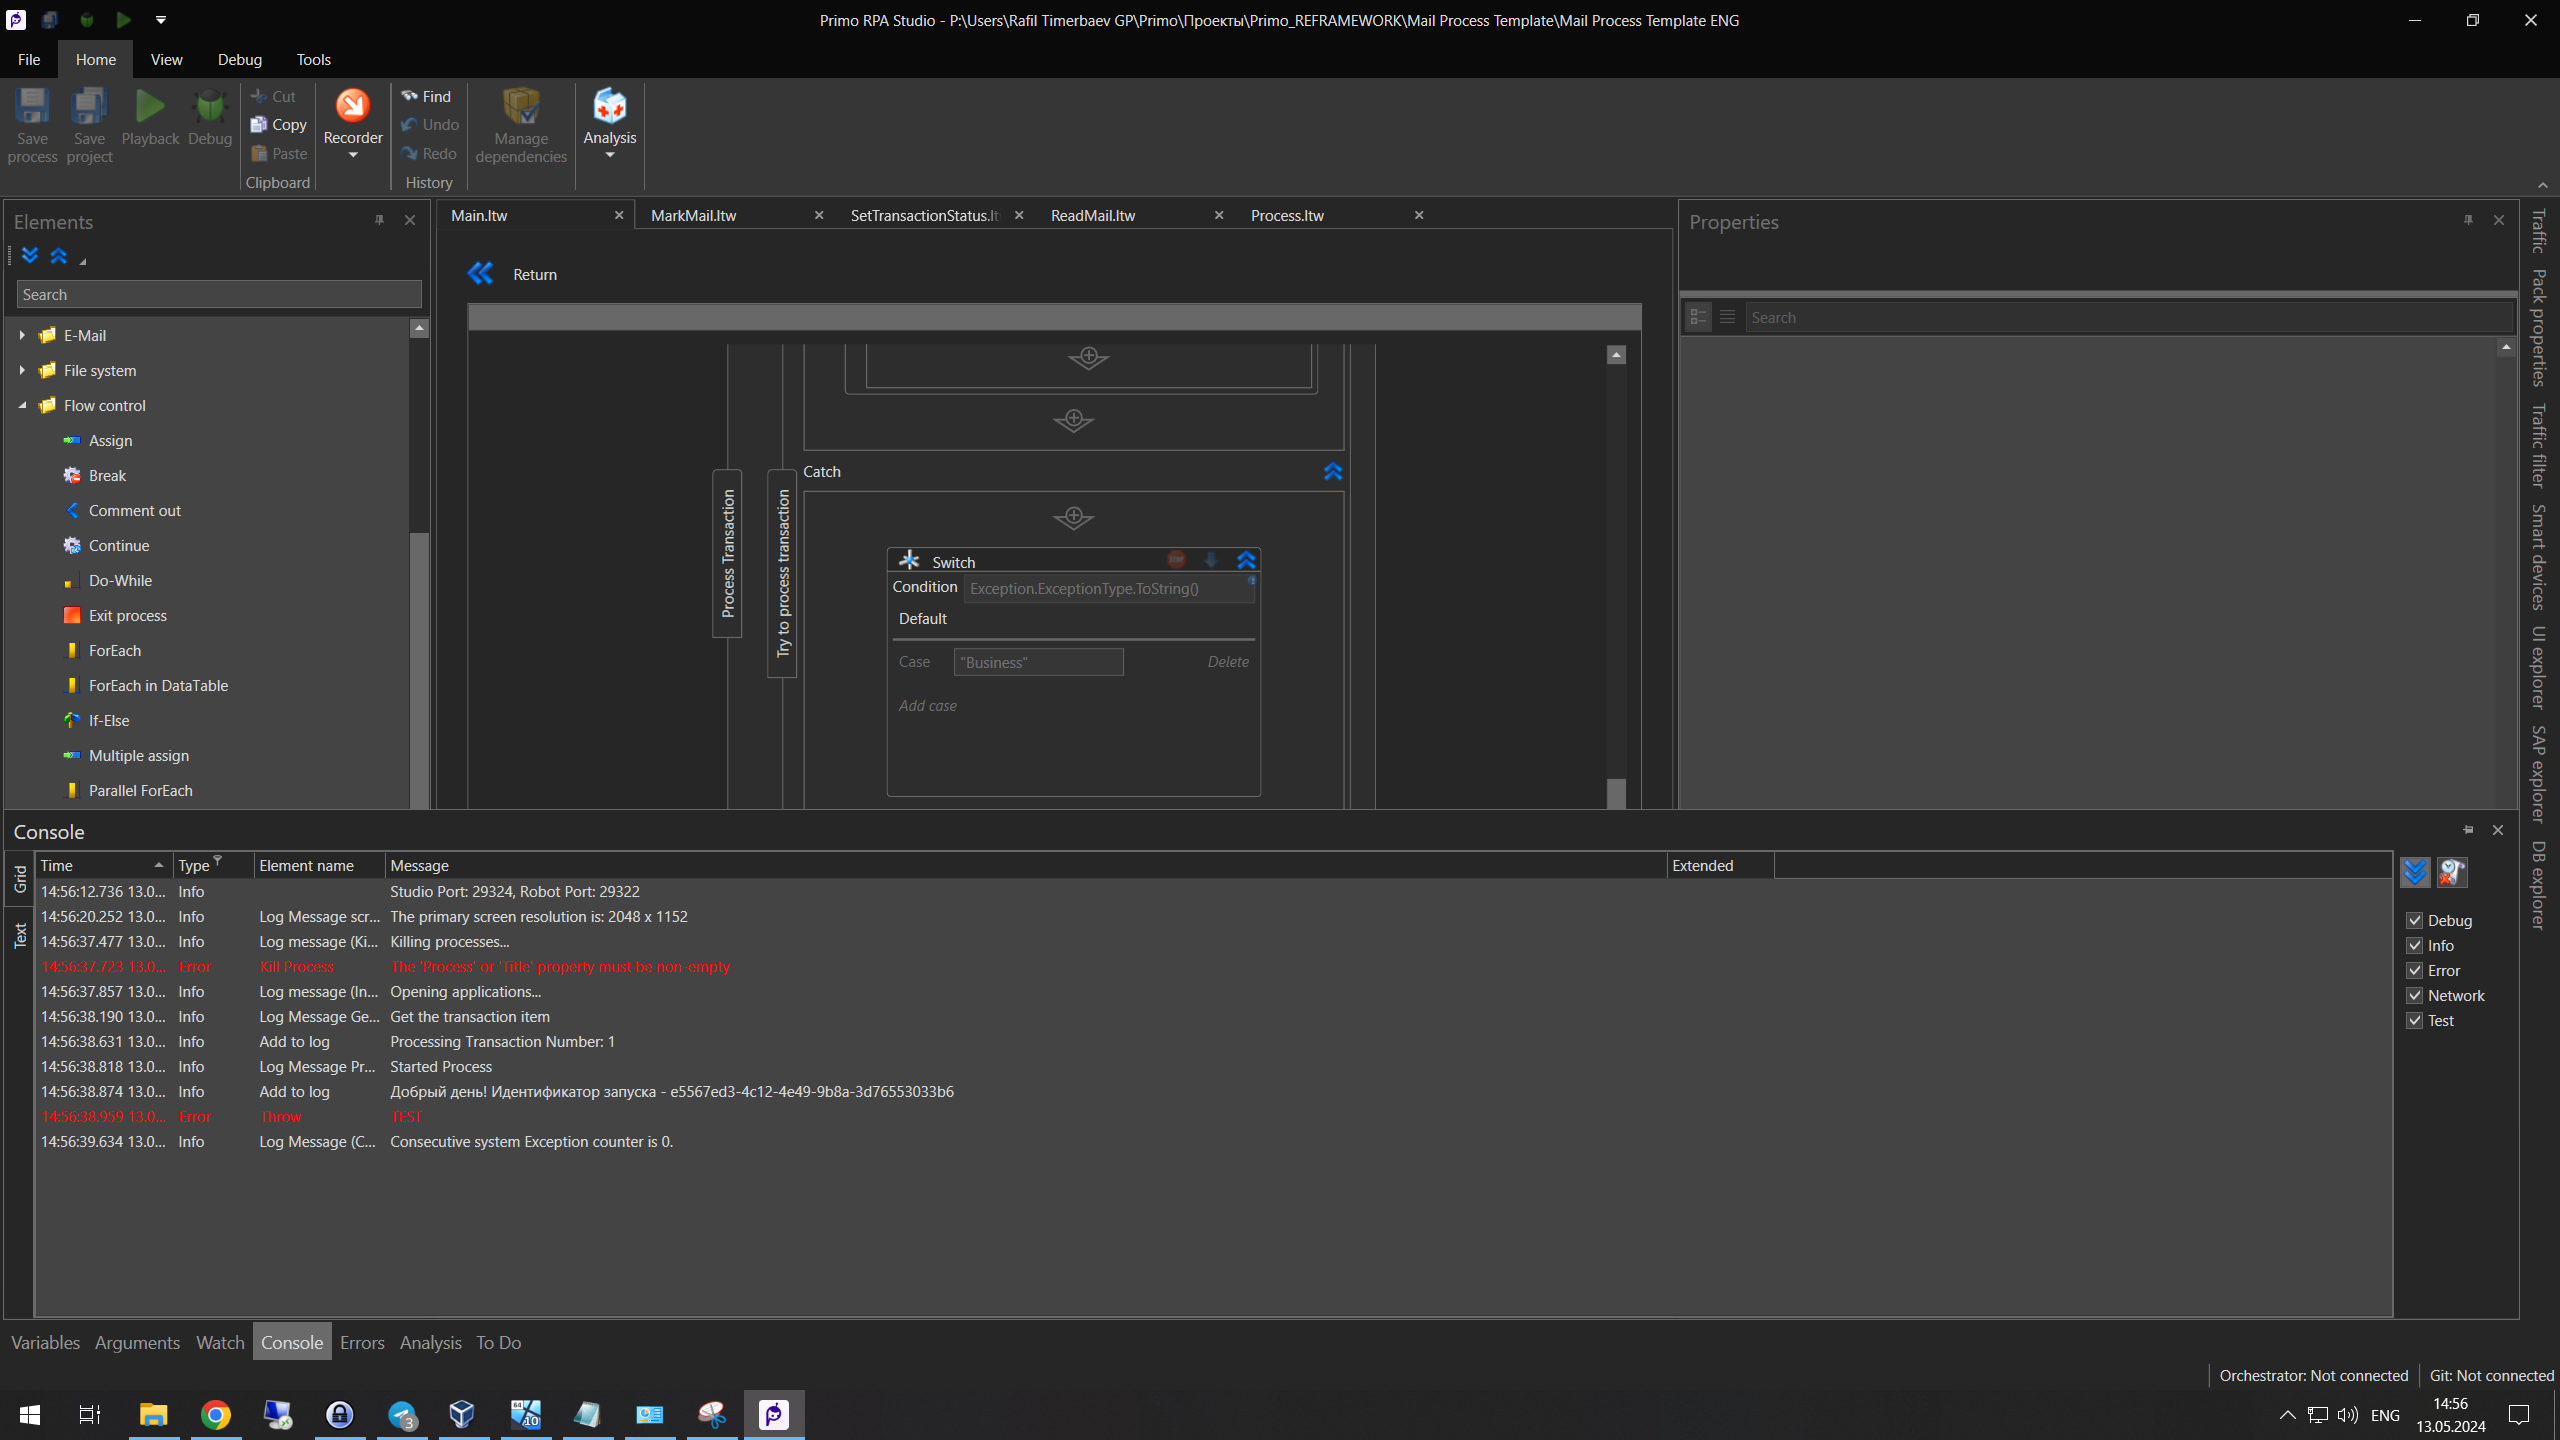 Primo RPA Studio - P:\Users\Rafil Timerbaev GP\Primo\Проекты\Primo_REFRAMEWORK\Mail Process Template\Mail Process Template ENG
File Home View Debug Tools
Save process
Save project
Playback
Debug
Cut
Copy
Paste
Clipboard
Recorder
Find
Undo
Redo
History
Manage dependencies
Analysis
Elements
Search
E-Mail
File system
Flow control
Assign
Break
Comment out
Continue
Do-While
Exit process
ForEach
ForEach in DataTable
If-Else
Multiple assign
Parallel ForEach
Main.ltw
MarkMail.ltw
SetTransactionStatus.lt
ReadMail.ltw
Process.ltw
Return
Process Transaction
Try to process transaction
Catch
Switch
Condition Exception.ExceptionType.ToString()
Default
Case "Business" Delete
Add case
Properties
Search
Traffic
Pack properties
Traffic filter
Smart devices
UI explorer
SAP explorer
DB explorer
Console
Grid
Text
Time Type Element name Message Extended
14:56:12.736 13.0... Info Studio Port: 29324, Robot Port: 29322
14:56:20.252 13.0... Info Log Message scr... The primary screen resolution is: 2048 x 1152
14:56:37.477 13.0... Info Log message (Ki... Killing processes...
14:56:37.723 13.0... Error Kill Process The 'Process' or 'Title' property must be non-empty
14:56:37.857 13.0... Info Log message (In... Opening applications...
14:56:38.190 13.0... Info Log Message Ge... Get the transaction item
14:56:38.631 13.0... Info Add to log Processing Transaction Number: 1
14:56:38.818 13.0... Info Log Message Pr... Started Process
14:56:38.874 13.0... Info Add to log Добрый день! Идентификатор запуска - e5567ed3-4c12-4e49-9b8a-3d76553033b6
14:56:38.959 13.0... Error Throw TEST
14:56:39.634 13.0... Info Log Message (C... Consecutive system Exception counter is 0.
Debug
Info
Error
Network
Test
Variables Arguments Watch Console Errors Analysis To Do
Orchestrator: Not connected Git: Not connected
3
64
10
ENG
14:56
13.05.2024